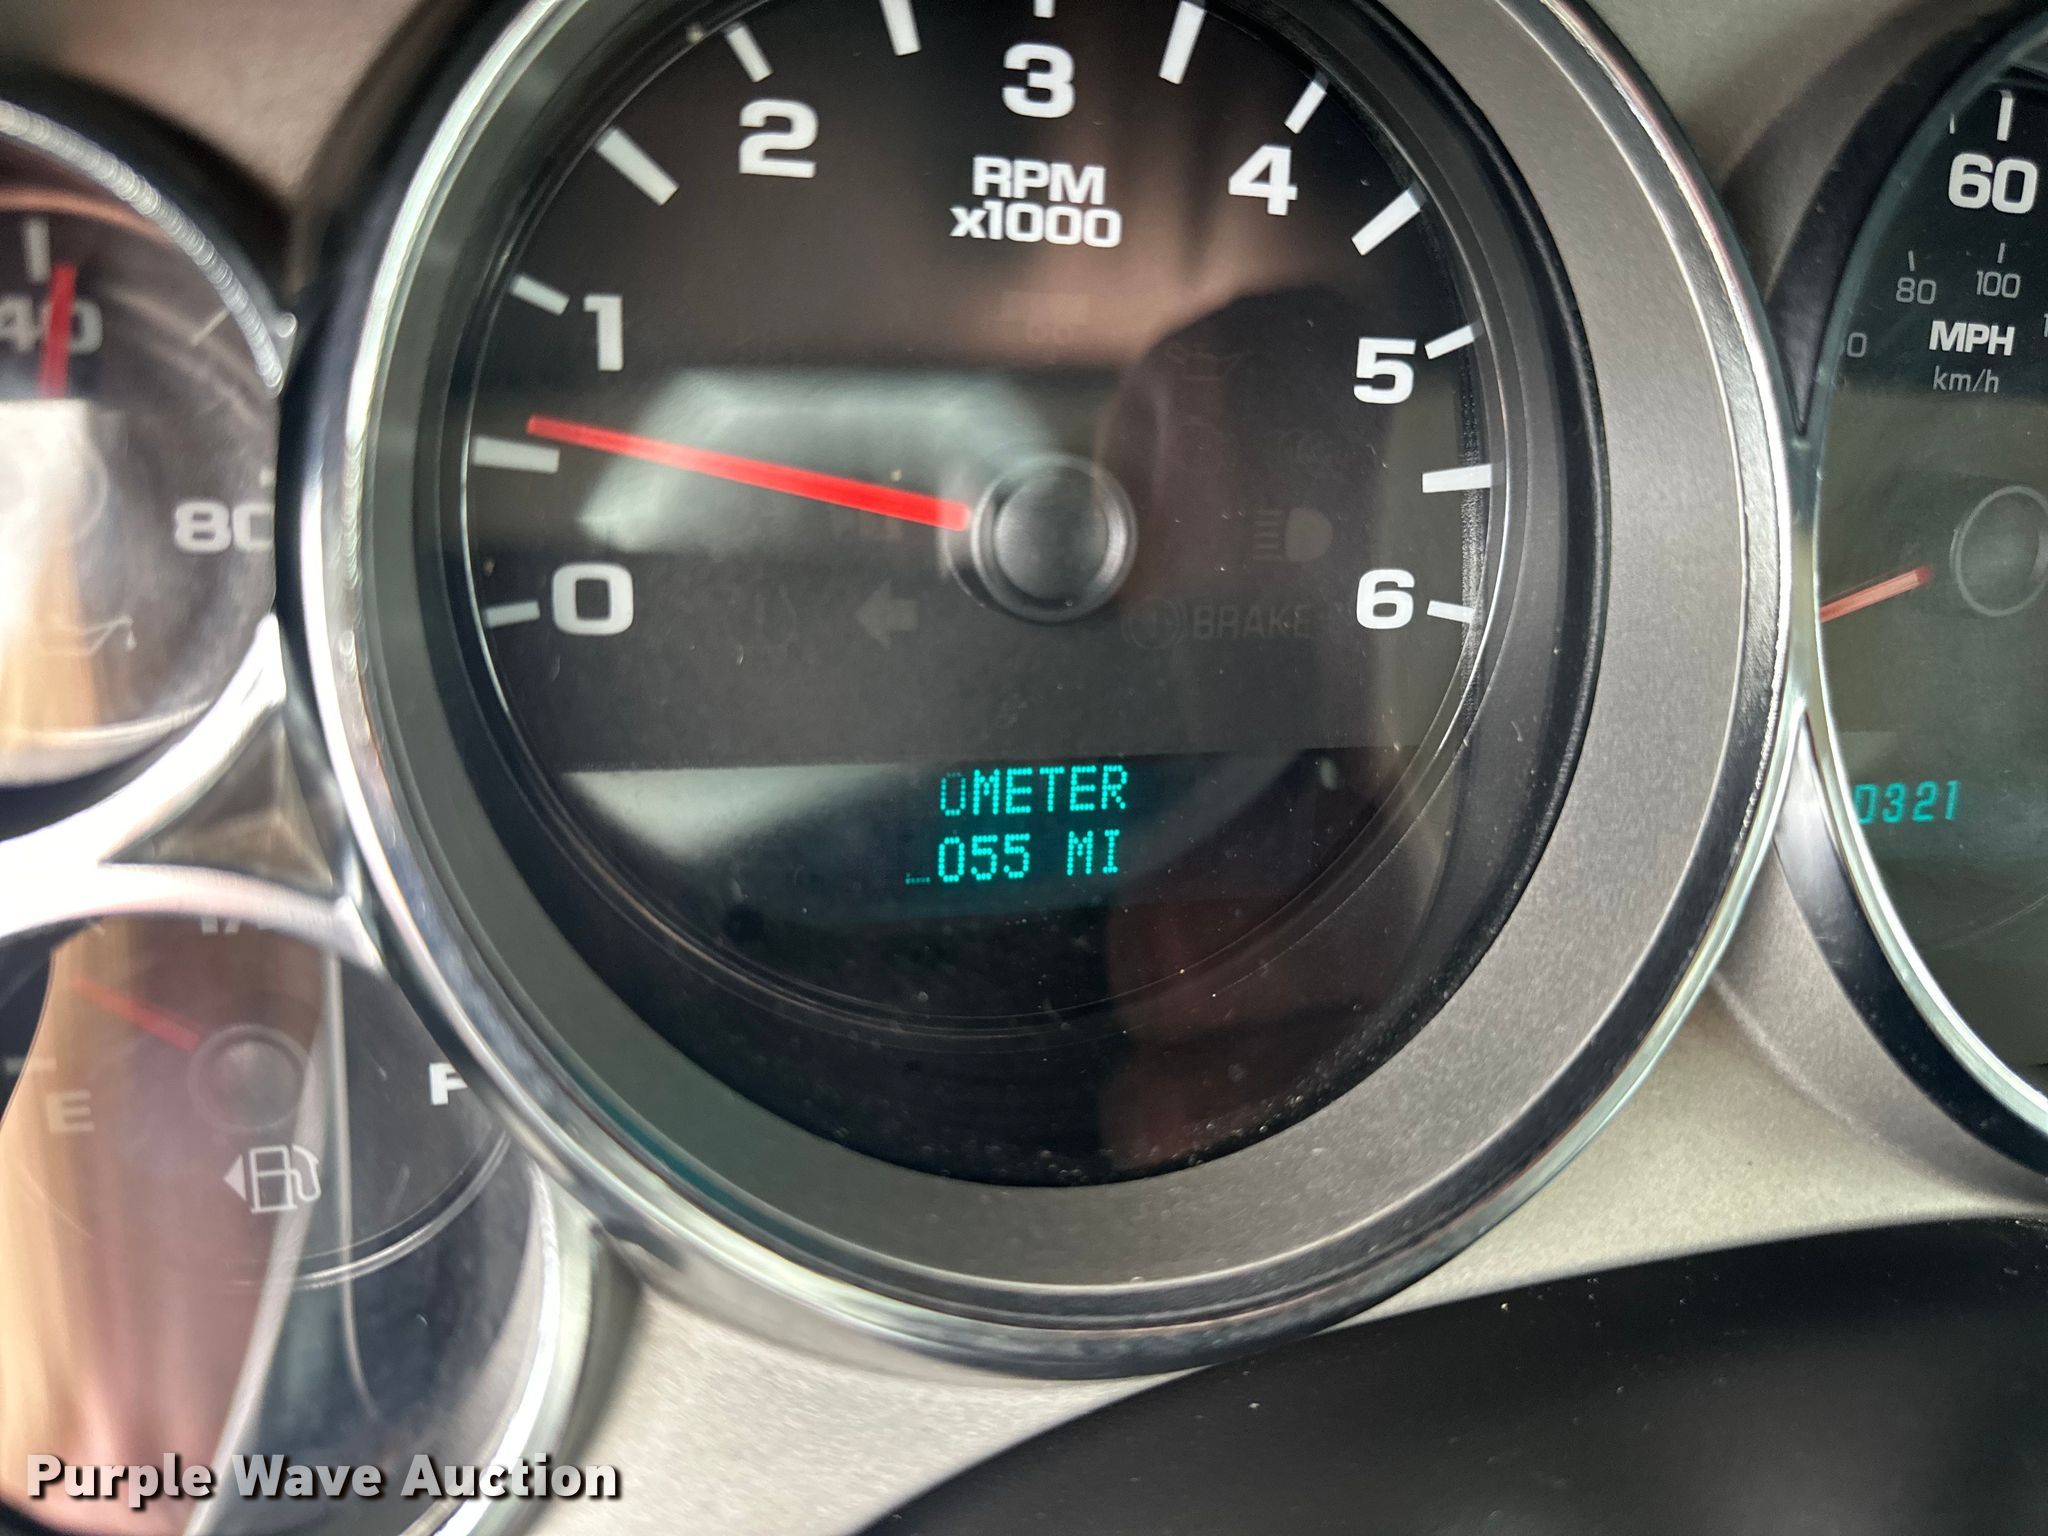 3
2
4
RPM
x1000
1
5
0
6
BRAKE
OMETER
055 MI
40
80
E
F
60
80 100
MPH
km/h
0321
Purple Wave Auction